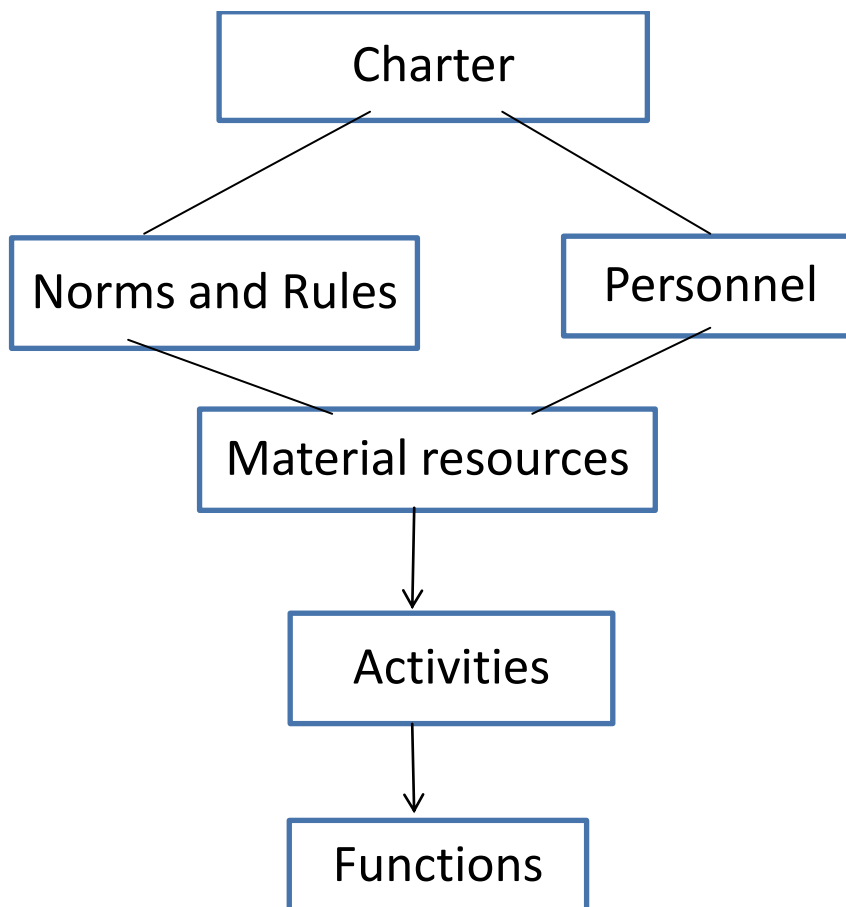 Charter
Norms and Rules
Personnel
Material resources
Activities
Functions